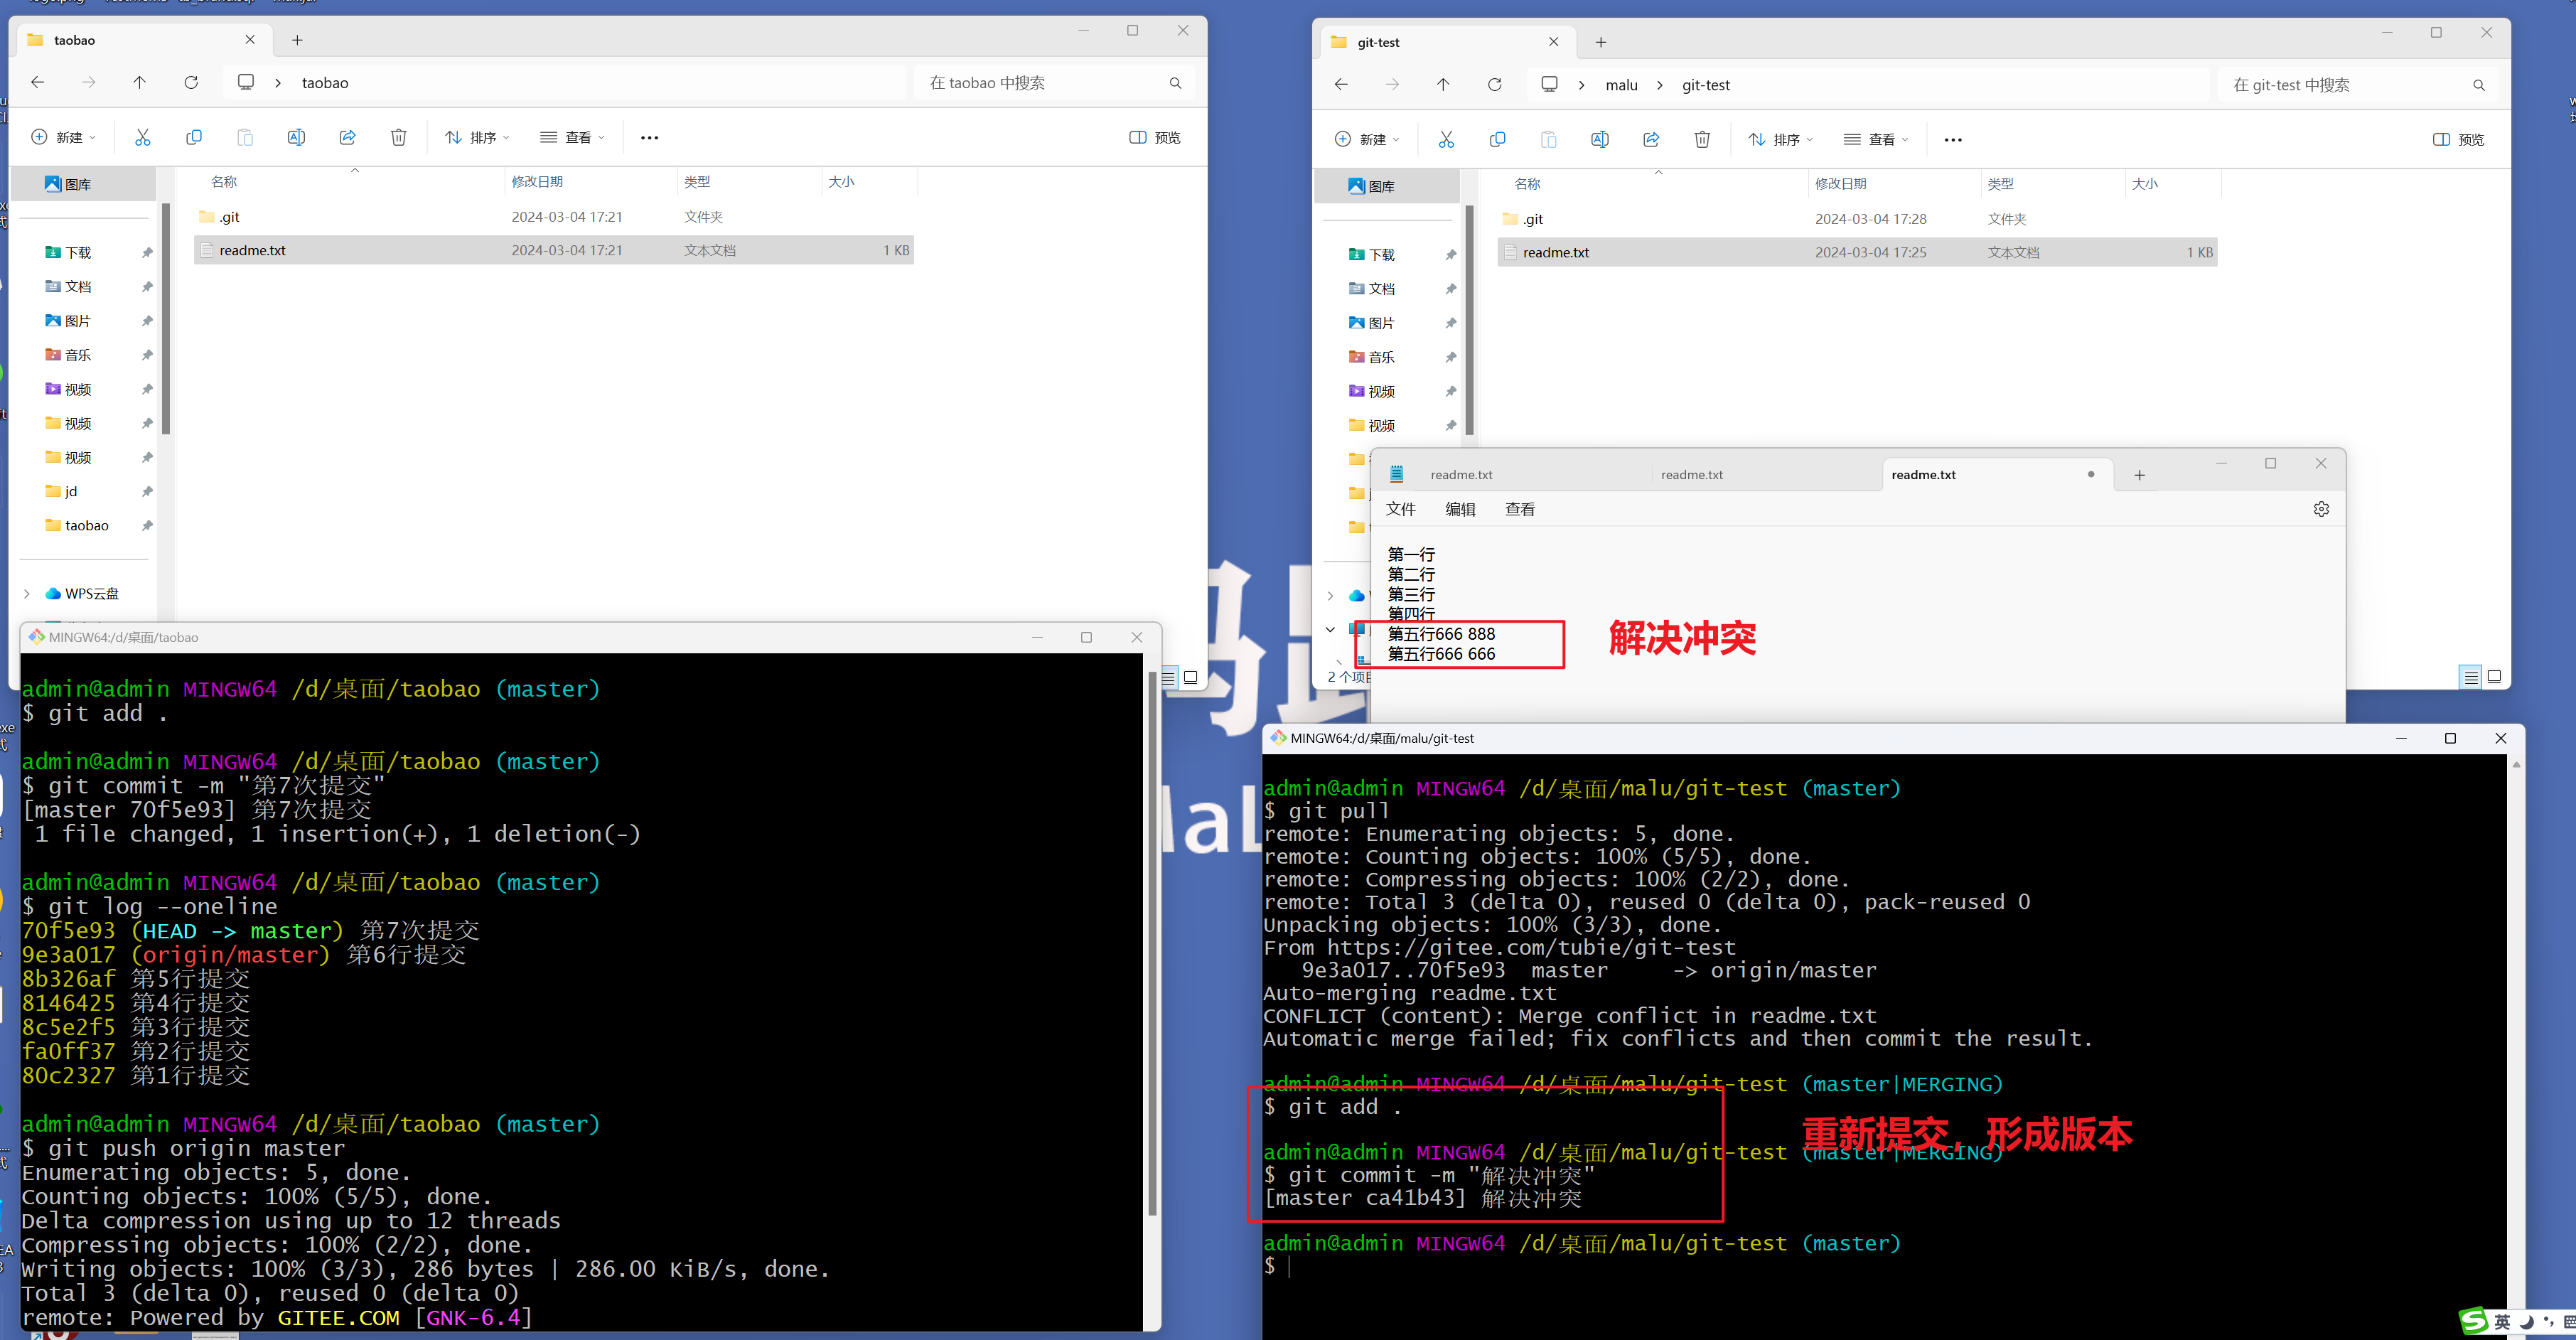 taobao
taobao
在 taobao 中搜索
新建
排序
查看
预览
图库
名称
修改日期
类型
大小
.git
2024-03-04 17:21
文件夹
readme.txt
2024-03-04 17:21
文本文档
1 KB
下载
文档
图片
音乐
视频
视频
视频
jd
taobao
WPS云盘
git-test
malu
git-test
在 git-test 中搜索
新建
排序
查看
预览
图库
名称
修改日期
类型
大小
.git
2024-03-04 17:28
文件夹
readme.txt
2024-03-04 17:25
文本文档
1 KB
下载
文档
图片
音乐
视频
视频
2 个项目
readme.txt
readme.txt
readme.txt
文件
编辑
查看
第一行
第二行
第三行
第四行
第五行666 888
第五行666 666
解决冲突
MINGW64:/d/桌面/taobao
admin@admin MINGW64 /d/桌面/taobao (master)
$ git add .
admin@admin MINGW64 /d/桌面/taobao (master)
$ git commit -m "第7次提交"
[master 70f5e93] 第7次提交
1 file changed, 1 insertion(+), 1 deletion(-)
admin@admin MINGW64 /d/桌面/taobao (master)
$ git log --oneline
70f5e93 (HEAD -> master) 第7次提交
9e3a017 (origin/master) 第6行提交
8b326af 第5行提交
8146425 第4行提交
8c5e2f5 第3行提交
fa0ff37 第2行提交
80c2327 第1行提交
admin@admin MINGW64 /d/桌面/taobao (master)
$ git push origin master
Enumerating objects: 5, done.
Counting objects: 100% (5/5), done.
Delta compression using up to 12 threads
Compressing objects: 100% (2/2), done.
Writing objects: 100% (3/3), 286 bytes | 286.00 KiB/s, done.
Total 3 (delta 0), reused 0 (delta 0)
remote: Powered by GITEE.COM [GNK-6.4]
MINGW64:/d/桌面/malu/git-test
admin@admin MINGW64 /d/桌面/malu/git-test (master)
$ git pull
remote: Enumerating objects: 5, done.
remote: Counting objects: 100% (5/5), done.
remote: Compressing objects: 100% (2/2), done.
remote: Total 3 (delta 0), reused 0 (delta 0), pack-reused 0
Unpacking objects: 100% (3/3), done.
From https://gitee.com/tubie/git-test
9e3a017..70f5e93 master -> origin/master
Auto-merging readme.txt
CONFLICT (content): Merge conflict in readme.txt
Automatic merge failed; fix conflicts and then commit the result.
admin@admin MINGW64 /d/桌面/malu/git-test (master|MERGING)
$ git add .
admin@admin MINGW64 /d/桌面/malu/git-test (master|MERGING)
$ git commit -m "解决冲突"
[master ca41b43] 解决冲突
重新提交，形成版本
admin@admin MINGW64 /d/桌面/malu/git-test (master)
$
英